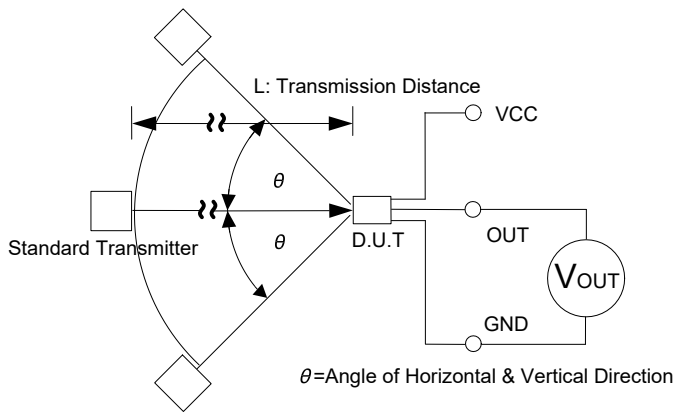 L: Transmission Distance
VCC
θ
Standard Transmitter
θ
D.U.T
OUT
VOUT
GND
θ=Angle of Horizontal & Vertical Direction